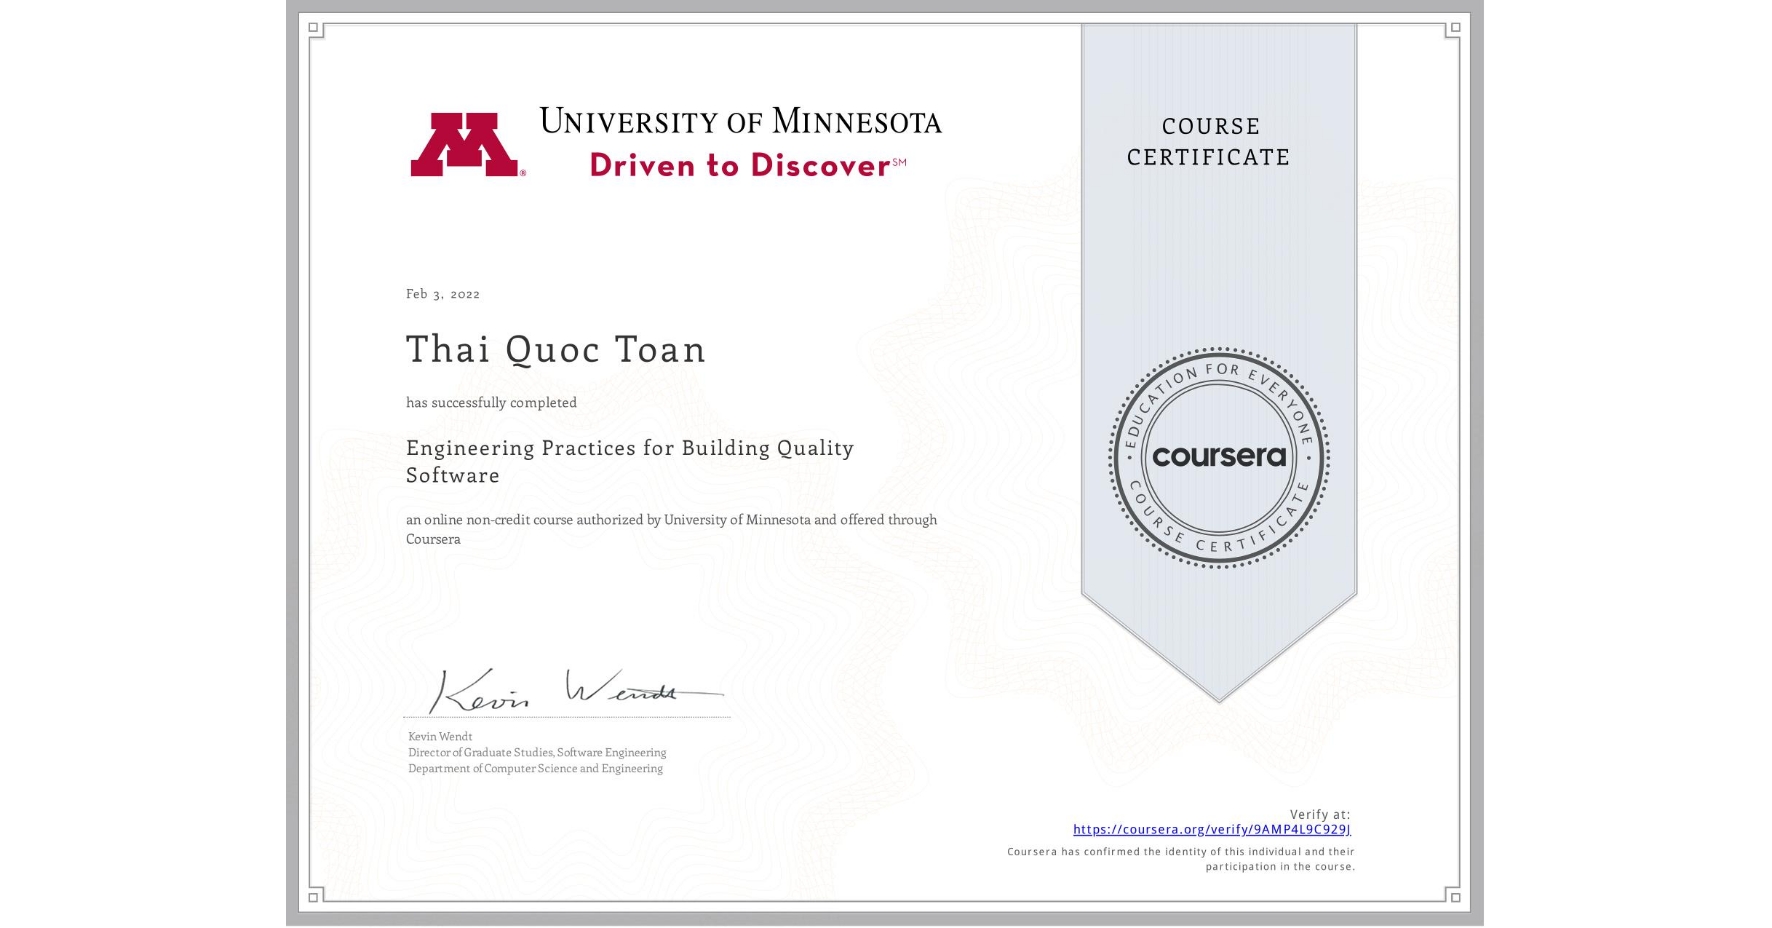 UNIVERSITY OF MINNESOTA
Driven to Discover℠
COURSE
CERTIFICATE
Feb 3, 2022
Thai Quoc Toan
has successfully completed
Engineering Practices for Building Quality
Software
an online non-credit course authorized by University of Minnesota and offered through
Coursera
EDUCATION FOR EVERYONE
coursera
COURSE CERTIFICATE
Kevin Wendt
Kevin Wendt
Director of Graduate Studies, Software Engineering
Department of Computer Science and Engineering
Verify at:
https://coursera.org/verify/9AMP4L9C929J
Coursera has confirmed the identity of this individual and their
participation in the course.